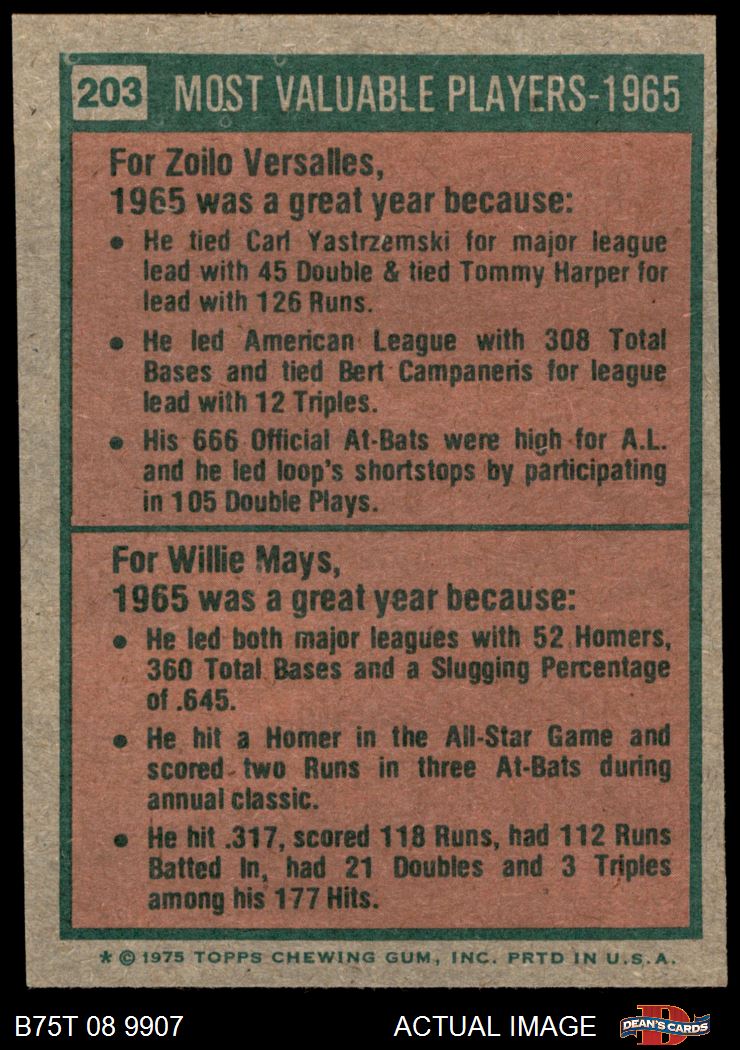 203 MOST VALUABLE PLAYERS-1965
For Zoilo Versalles,
1965 was a great year because:
• He tied Carl Yastrzemski for major league
lead with 45 Double & tied Tommy Harper for
lead with 126 Runs.
• He led American League with 308 Total
Bases and tied Bert Campaneris for league
lead with 12 Triples.
• His 666 Official At-Bats were high for A.L.
and he led loop's shortstops by participating
in 105 Double Plays.
For Willie Mays,
1965 was a great year because:
• He led both major leagues with 52 Homers,
360 Total Bases and a Slugging Percentage
of .645.
• He hit a Homer in the All-Star Game and
scored two Runs in three At-Bats during
annual classic.
• He hit .317, scored 118 Runs, had 112 Runs
Batted In, had 21 Doubles and 3 Triples
among his 177 Hits.
* © 1975 TOPPS CHEWING GUM, INC. PRTD IN U.S.A.
B75T 08 9907 ACTUAL IMAGE D DEAN'S CARDS